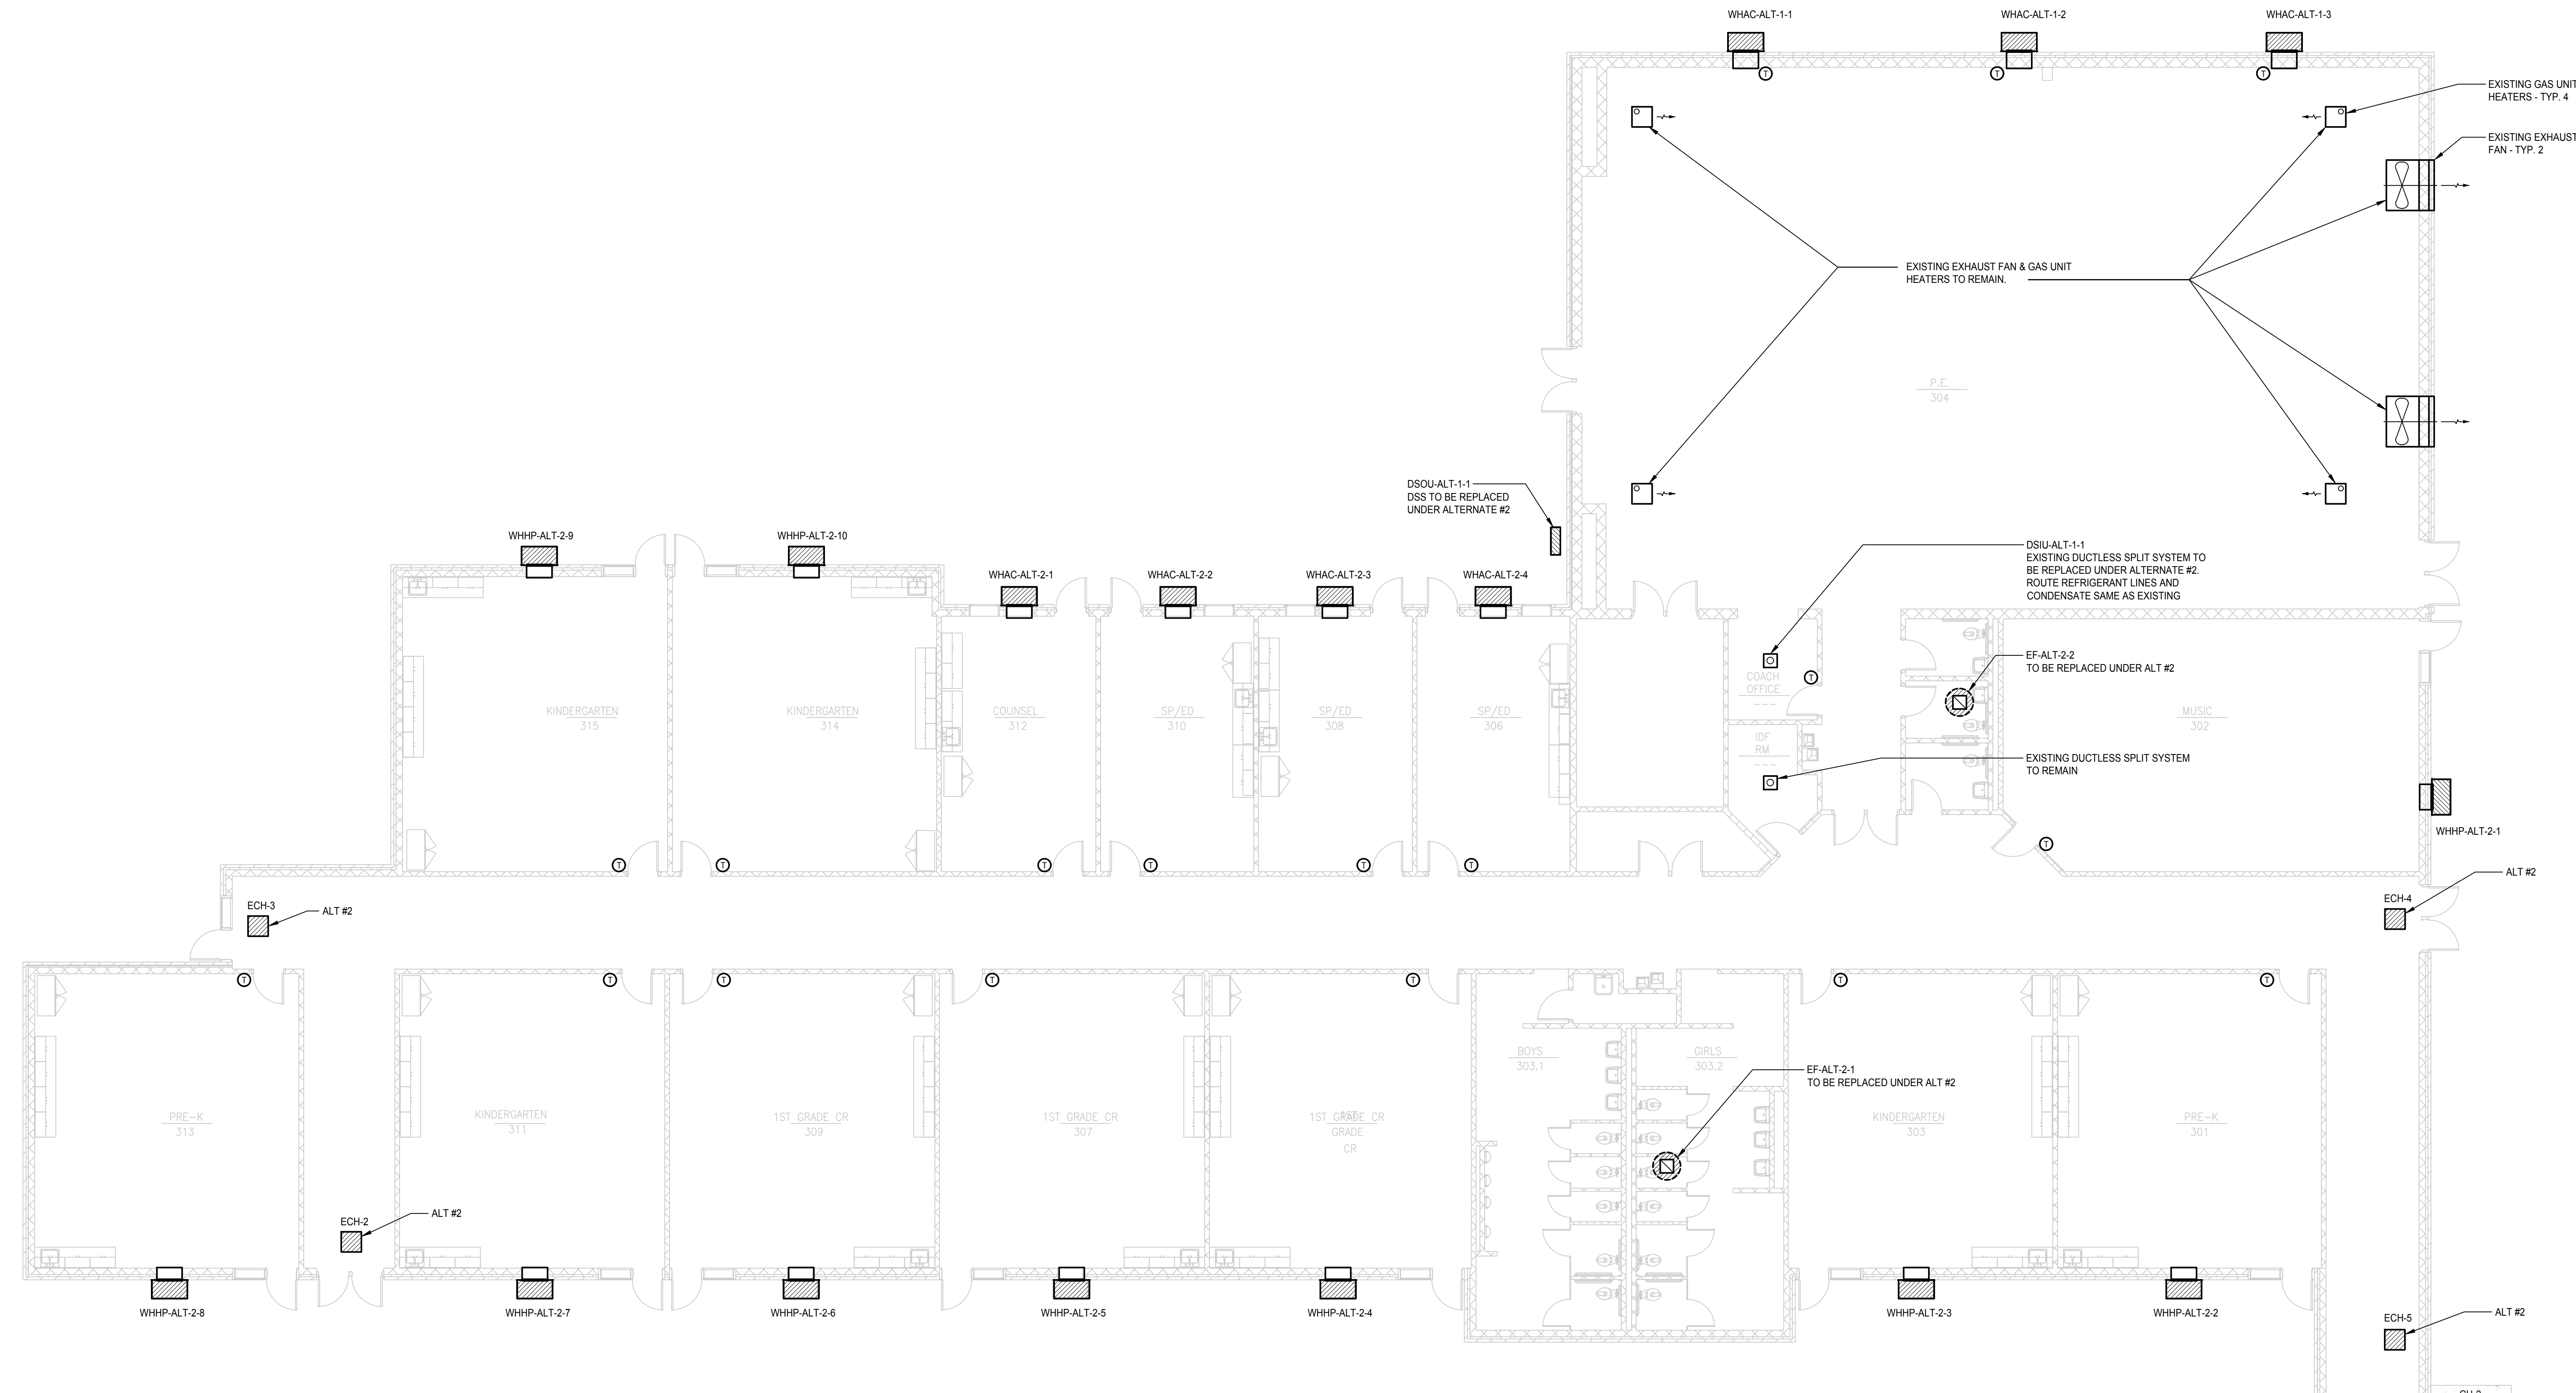 WHAC-ALT-1-1
WHAC-ALT-1-2
WHAC-ALT-1-3
T
T
T
EXISTING GAS UNIT
HEATERS - TYP. 4
EXISTING EXHAUST
FAN - TYP. 2
EXISTING EXHAUST FAN & GAS UNIT
HEATERS TO REMAIN.
P.E.
304
DSOU-ALT-1-1
DSS TO BE REPLACED
UNDER ALTERNATE #2
WHHP-ALT-2-9
WHHP-ALT-2-10
WHAC-ALT-2-1
WHAC-ALT-2-2
WHAC-ALT-2-3
WHAC-ALT-2-4
DSIU-ALT-1-1
EXISTING DUCTLESS SPLIT SYSTEM TO
BE REPLACED UNDER ALTERNATE #2.
ROUTE REFRIGERANT LINES AND
CONDENSATE SAME AS EXISTING
EF-ALT-2-2
TO BE REPLACED UNDER ALT #2
COACH
OFFICE
---
T
KINDERGARTEN
315
KINDERGARTEN
314
COUNSEL
312
SP/ED
310
SP/ED
308
SP/ED
306
MUSIC
302
IDF
RM
---
EXISTING DUCTLESS SPLIT SYSTEM
TO REMAIN
WHHP-ALT-2-1
T
T
T
T
T
T
T
ALT #2
ECH-3
ALT #2
ECH-4
T
T
T
T
T
T
T
BOYS
303.1
GIRLS
303.2
EF-ALT-2-1
TO BE REPLACED UNDER ALT #2
PRE-K
313
KINDERGARTEN
311
1ST GRADE CR
309
1ST GRADE CR
307
1ST GRADE CR
1ST
GRADE
CR
KINDERGARTEN
303
PRE-K
301
ECH-2
ALT #2
WHHP-ALT-2-8
WHHP-ALT-2-7
WHHP-ALT-2-6
WHHP-ALT-2-5
WHHP-ALT-2-4
WHHP-ALT-2-3
WHHP-ALT-2-2
ECH-5
ALT #2